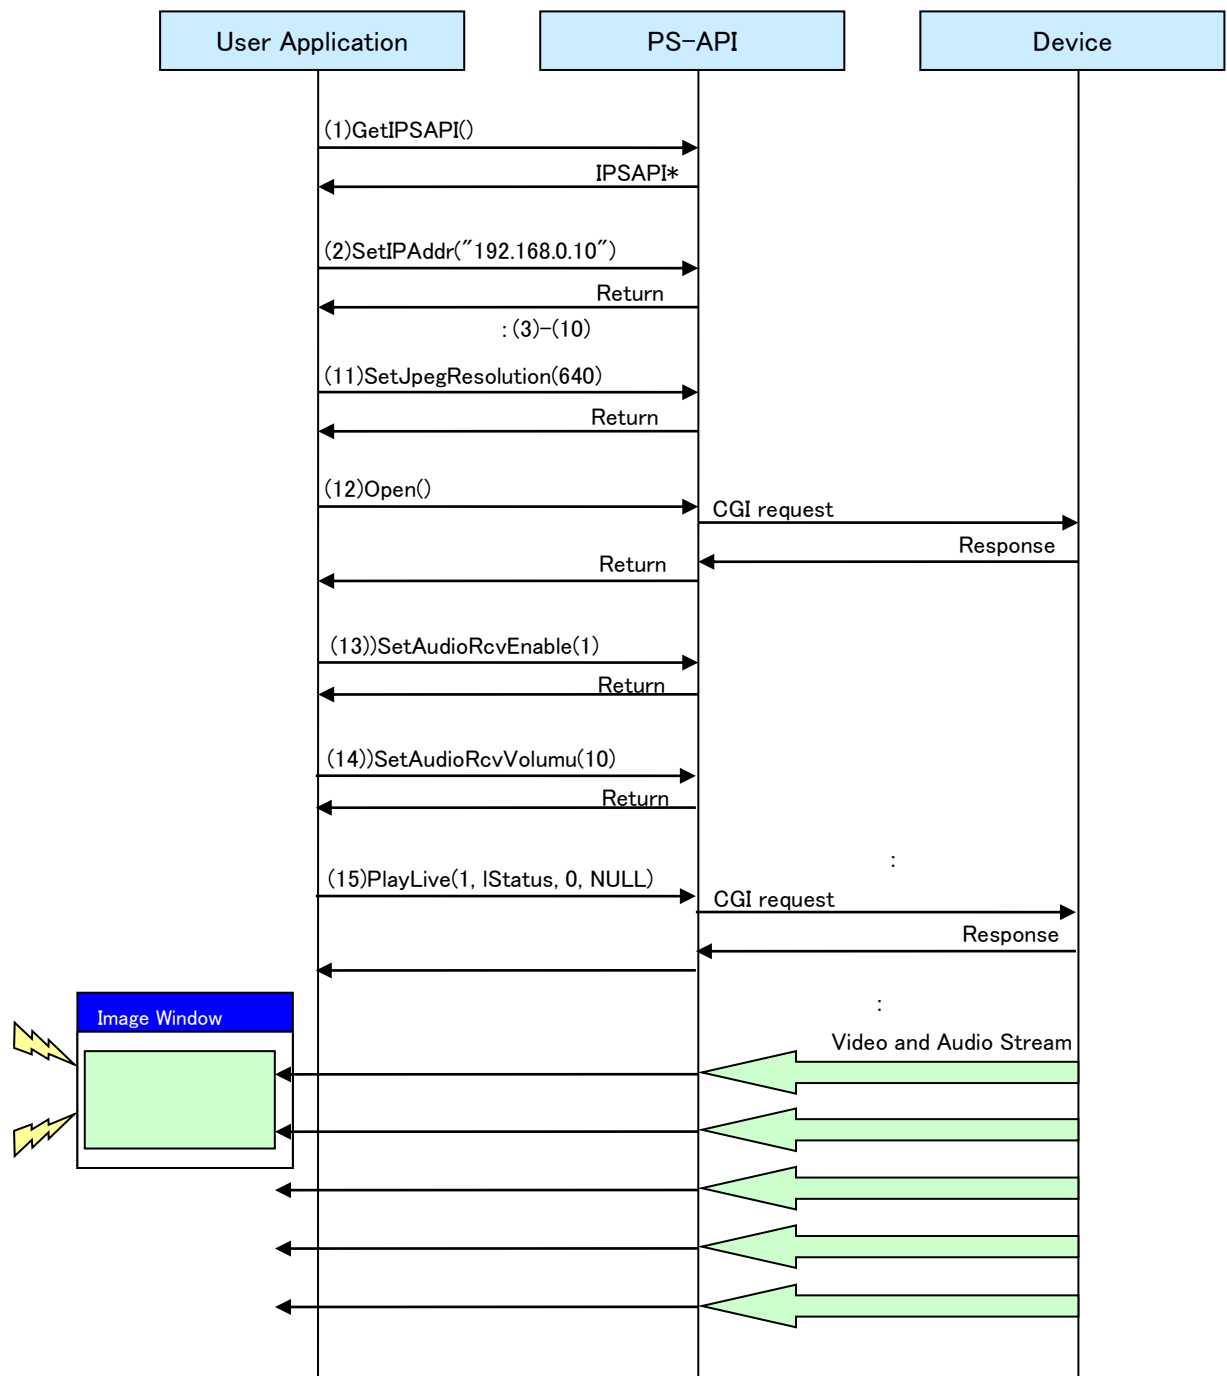 User Application
PS-API
Device
(1)GetIPSAPI()
IPSAPI*
(2)SetIPAddr("192.168.0.10")
Return
: (3)-(10)
(11)SetJpegResolution(640)
Return
(12)Open()
CGI request
Response
Return
(13))SetAudioRcvEnable(1)
Return
(14))SetAudioRcvVolumu(10)
Return
:
(15)PlayLive(1, lStatus, 0, NULL)
CGI request
Response
:
Image Window
Video and Audio Stream